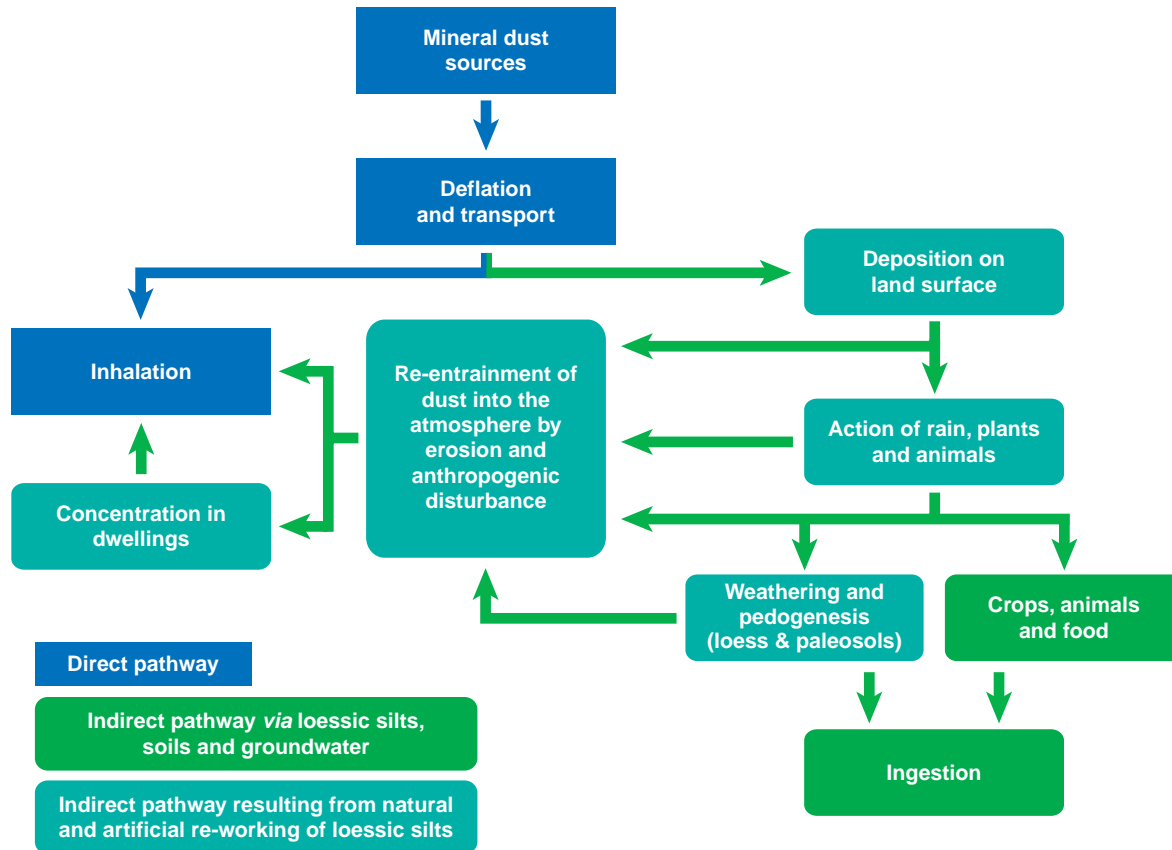 Mineral dust
sources
Deflation
and transport
Deposition on
land surface
Inhalation
Re-entrainment of
dust into the
atmosphere by
erosion and
anthropogenic
disturbance
Action of rain, plants
and animals
Concentration in
dwellings
Weathering and
pedogenesis
(loess & paleosols)
Crops, animals
and food
Direct pathway
Indirect pathway via loessic silts,
soils and groundwater
Ingestion
Indirect pathway resulting from natural
and artificial re-working of loessic silts